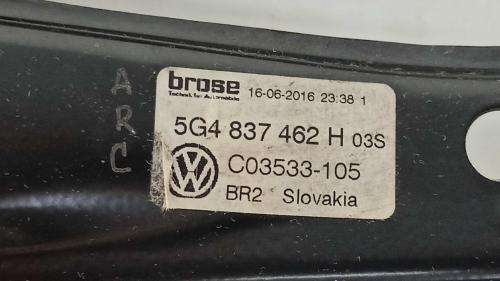 ARC
brose 16-06-2016 23:38 1
Technik für Automobile
5G4 837 462 H 03S
C03533-105
BR2 Slovakia